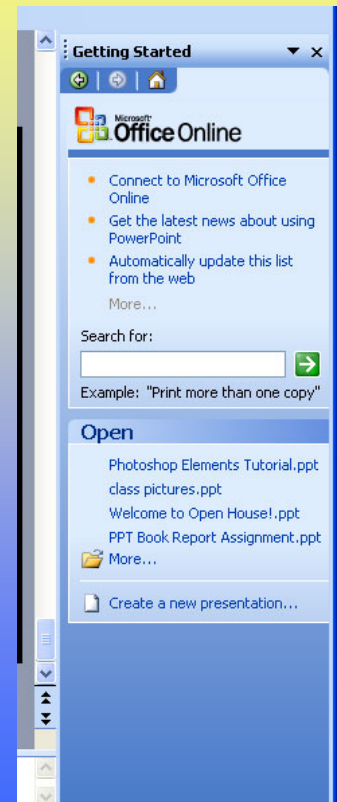 Getting Started
Microsoft
Office Online
Connect to Microsoft Office
Online
Get the latest news about using
PowerPoint
Automatically update this list
from the web
More...
Search for:
Example: "Print more than one copy"
Open
Photoshop Elements Tutorial.ppt
class pictures.ppt
Welcome to Open House!.ppt
PPT Book Report Assignment.ppt
More...
Create a new presentation...